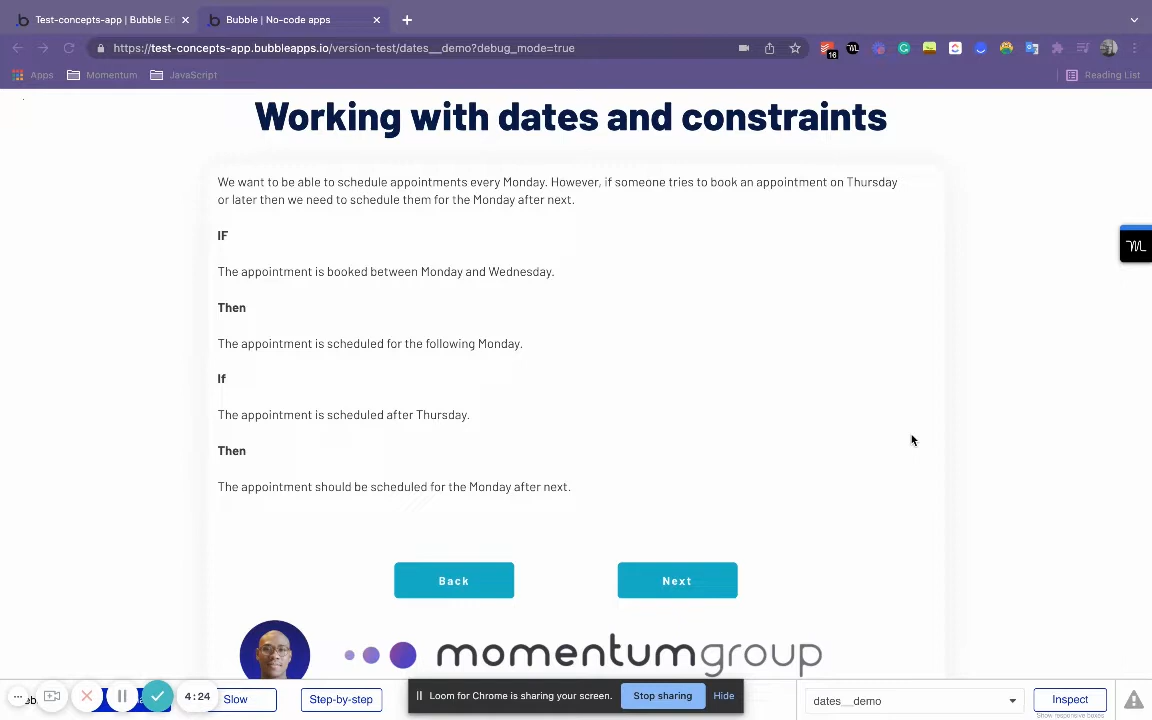 Test-concepts-app | Bubble Ed
Bubble | No-code apps
https://test-concepts-app.bubbleapps.io/version-test/dates__demo?debug_mode=true
16
Apps
Momentum
JavaScript
Reading List
Working with dates and constraints
We want to be able to schedule appointments every Monday. However, if someone tries to book an appointment on Thursday
or later then we need to schedule them for the Monday after next.
IF
The appointment is booked between Monday and Wednesday.
Then
The appointment is scheduled for the following Monday.
If
The appointment is scheduled after Thursday.
Then
The appointment should be scheduled for the Monday after next.
Back
Next
momentumgroup
4:24
Slow
Step-by-step
Loom for Chrome is sharing your screen.
Stop sharing
Hide
dates__demo
Inspect
Show responsive boxes